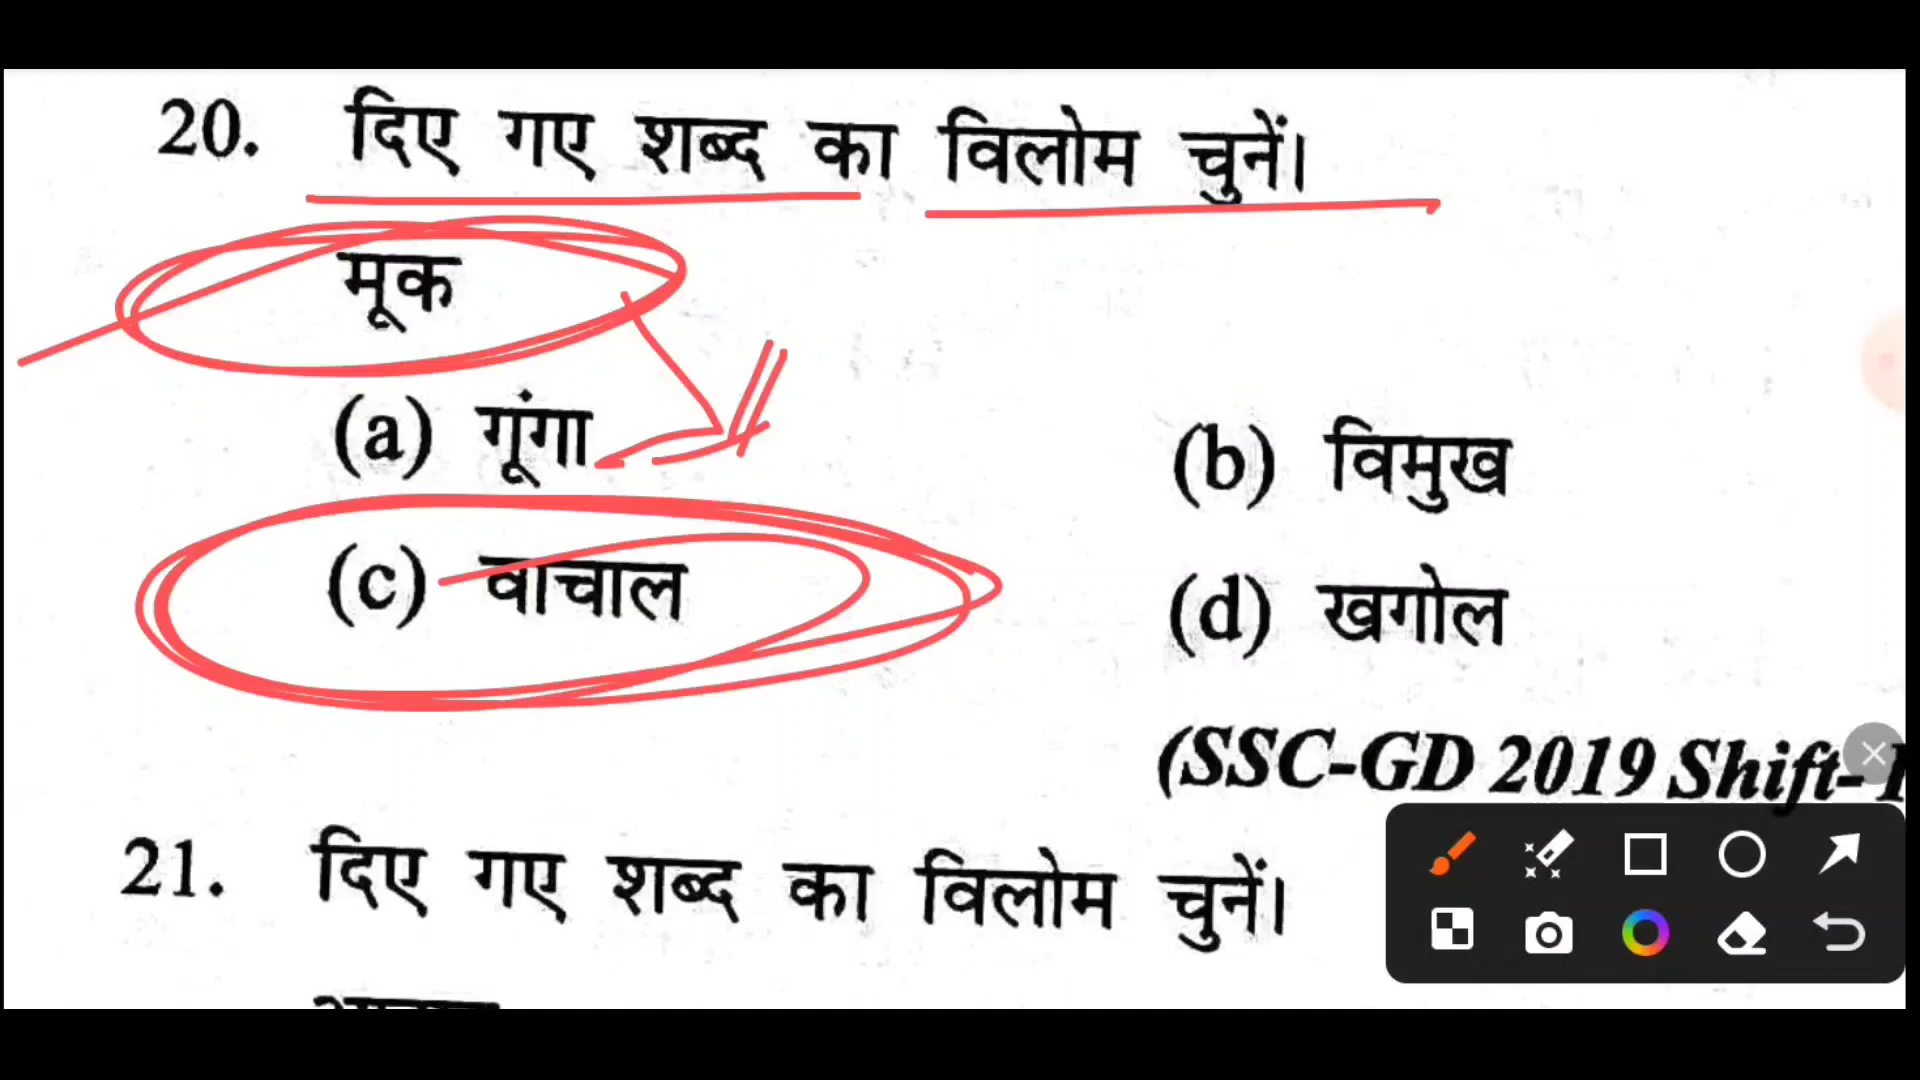 20. दिए गए शब्द का विलोम चुनें।
मूक
(a) गूंगा (b) विमुख
(c) वाचाल (d) खगोल
(SSC-GD 2019 Shift-
21. दिए गए शब्द का विलोम चुनें।